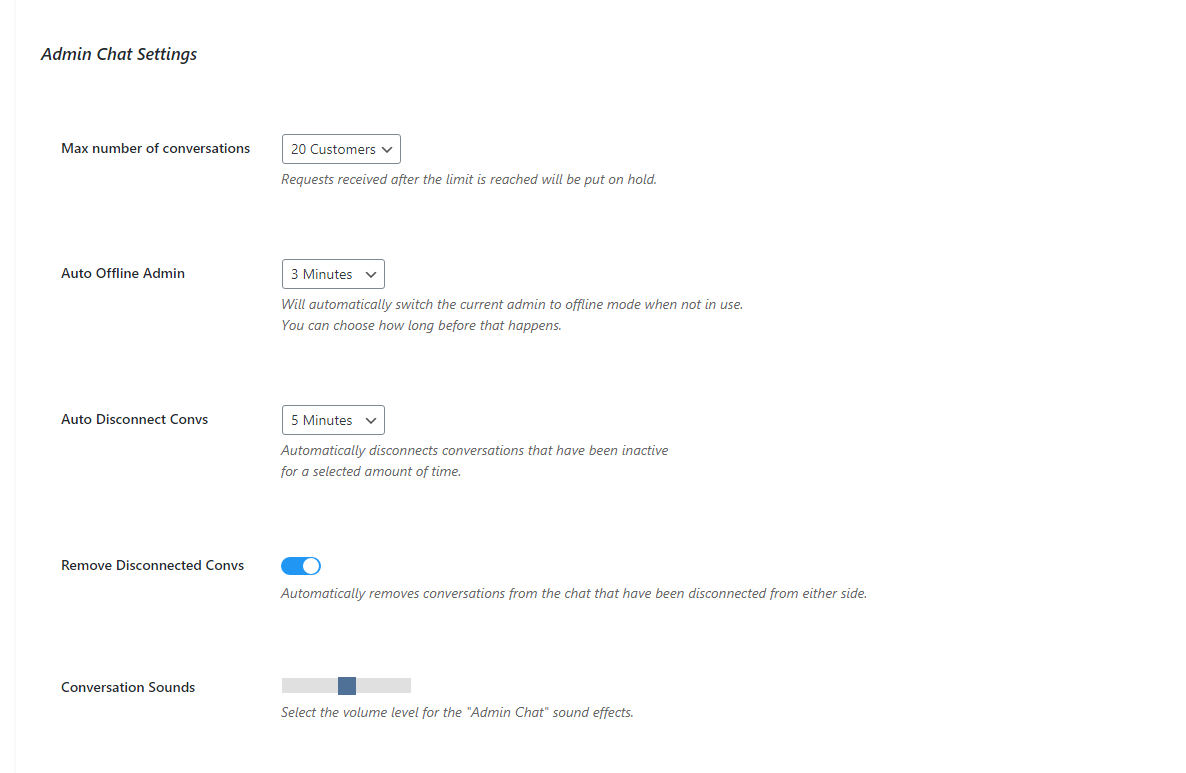 Admin Chat Settings
Max number of conversations
20 Customers
Requests received after the limit is reached will be put on hold.
Auto Offline Admin
3 Minutes
Will automatically switch the current admin to offline mode when not in use.
You can choose how long before that happens.
Auto Disconnect Convs
5 Minutes
Automatically disconnects conversations that have been inactive
for a selected amount of time.
Remove Disconnected Convs
Automatically removes conversations from the chat that have been disconnected from either side.
Conversation Sounds
Select the volume level for the "Admin Chat" sound effects.